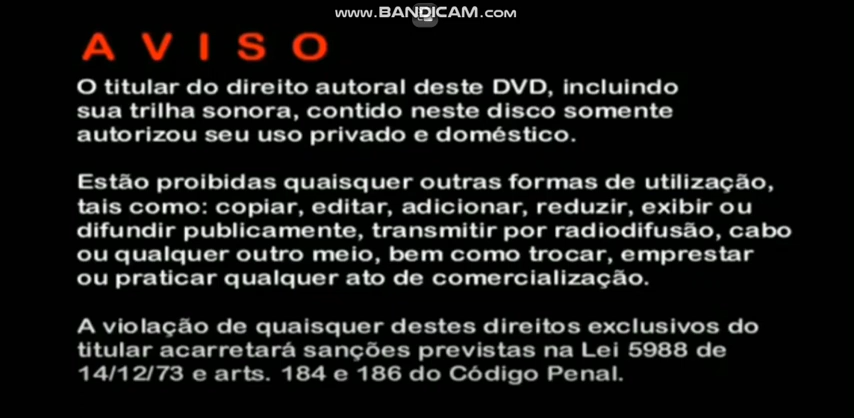 www.BANDICAM.com
AVISO
O titular do direito autoral deste DVD, incluindo
sua trilha sonora, contido neste disco somente
autorizou seu uso privado e doméstico.
Estão proibidas quaisquer outras formas de utilização,
tais como: copiar, editar, adicionar, reduzir, exibir ou
difundir publicamente, transmitir por radiodifusão, cabo
ou qualquer outro meio, bem como trocar, emprestar
ou praticar qualquer ato de comercialização.
A violação de quaisquer destes direitos exclusivos do
titular acarretará sanções previstas na Lei 5988 de
14/12/73 e arts. 184 e 186 do Código Penal.